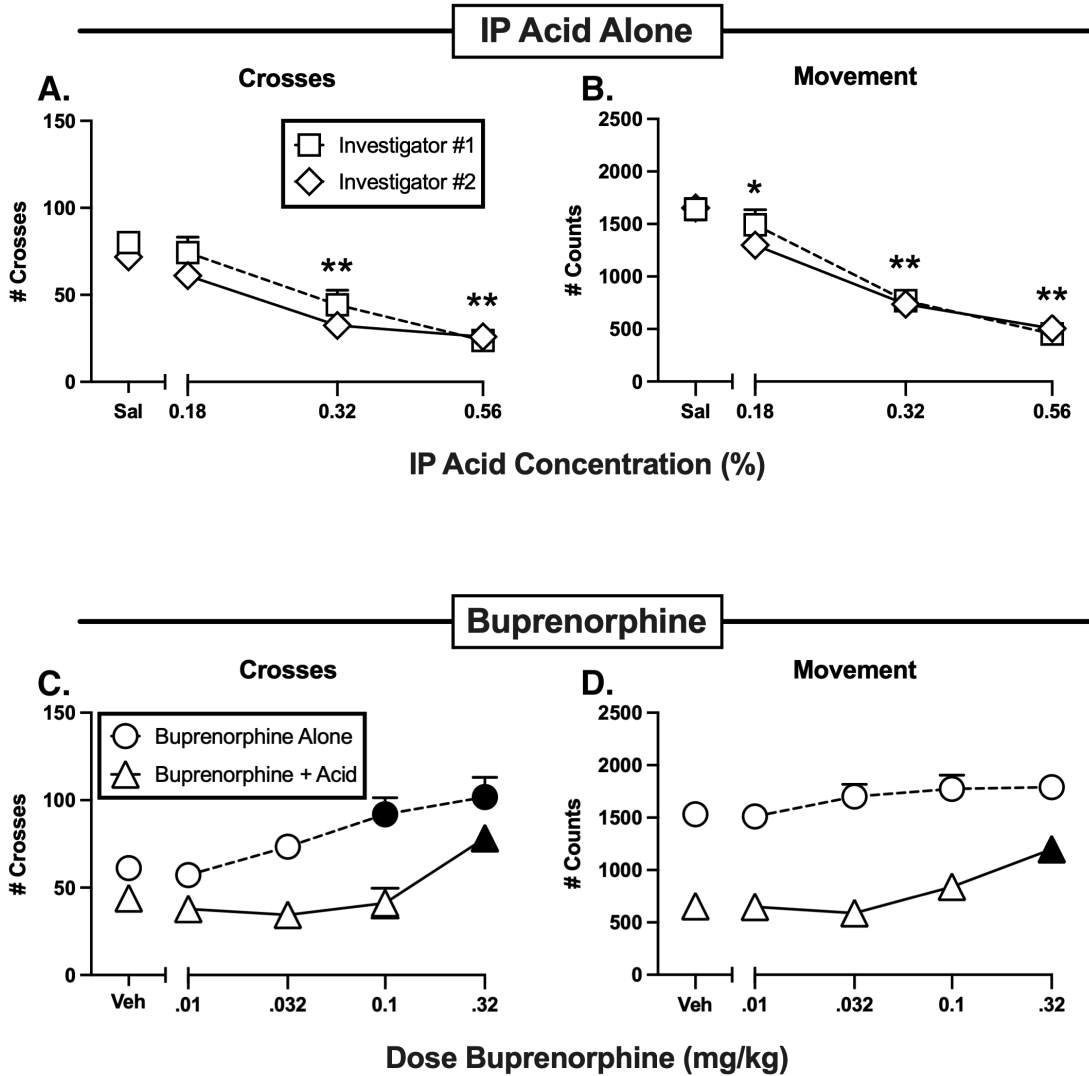 IP Acid Alone
A.
Crosses
150
100
50
0
# Crosses
Investigator #1
Investigator #2
**
**
Sal
0.18
0.32
0.56
B.
Movement
2500
2000
1500
1000
500
0
# Counts
*
**
**
Sal
0.18
0.32
0.56
IP Acid Concentration (%)
Buprenorphine
C.
Crosses
150
100
50
0
# Crosses
Buprenorphine Alone
Buprenorphine + Acid
Veh
.01
.032
0.1
.32
D.
Movement
2500
2000
1500
1000
500
0
# Counts
Veh
.01
.032
0.1
.32
Dose Buprenorphine (mg/kg)